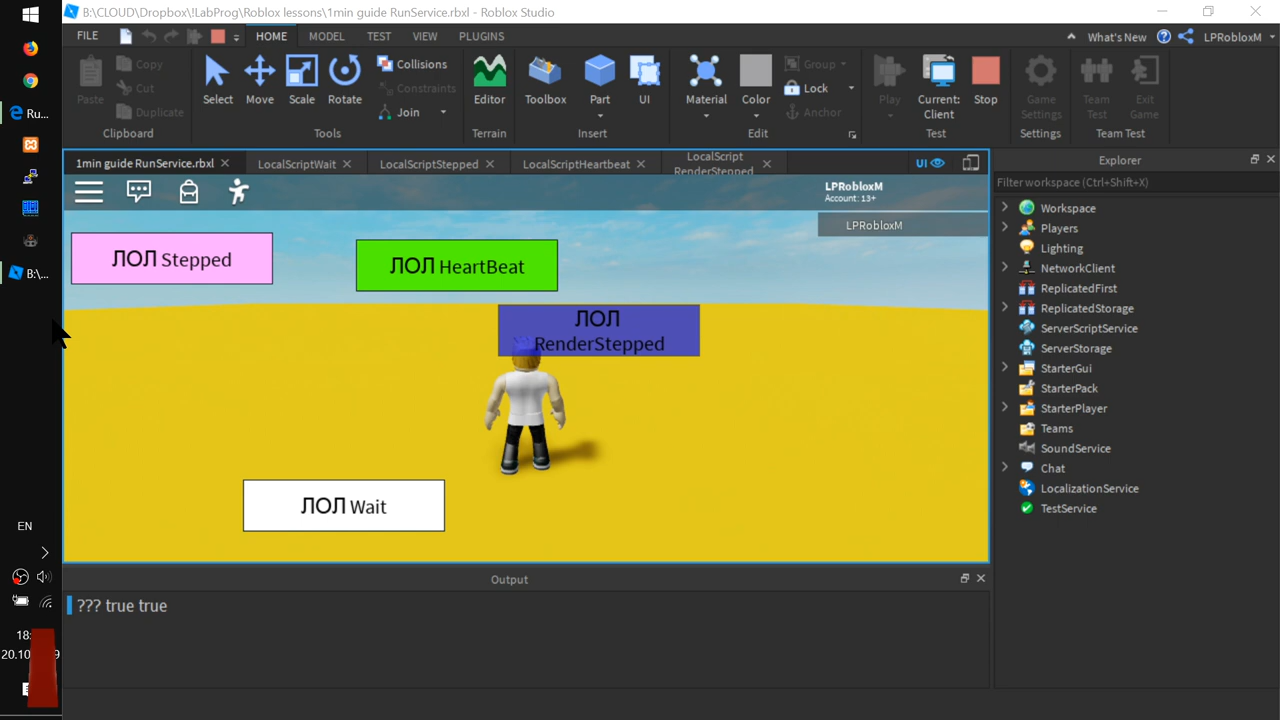 B:\CLOUD\Dropbox\!LabProg\Roblox lessons\1min guide RunService.rbxl - Roblox Studio
FILE HOME MODEL TEST VIEW PLUGINS What's New LPRobloxM
Paste Copy Cut Duplicate Clipboard
Select Move Scale Rotate Collisions Constraints Join Tools
Editor Terrain
Toolbox Part UI Insert
Material Color Group Lock Anchor Edit
Play Current: Client Stop Test
Game Settings Settings
Team Test Exit Game Team Test
1min guide RunService.rbxl LocalScriptWait LocalScriptStepped LocalScriptHeartbeat LocalScript RenderStepped UI
LPRobloxM
Account: 13+
LPRobloxM
ЛОЛ Stepped
ЛОЛ HeartBeat
ЛОЛ
RenderStepped
ЛОЛ Wait
Output
??? true true
Explorer
Filter workspace (Ctrl+Shift+X)
Workspace
Players
Lighting
NetworkClient
ReplicatedFirst
ReplicatedStorage
ServerScriptService
ServerStorage
StarterGui
StarterPack
StarterPlayer
Teams
SoundService
Chat
LocalizationService
TestService
Ru...
B:\...
EN
18:
20.10
9